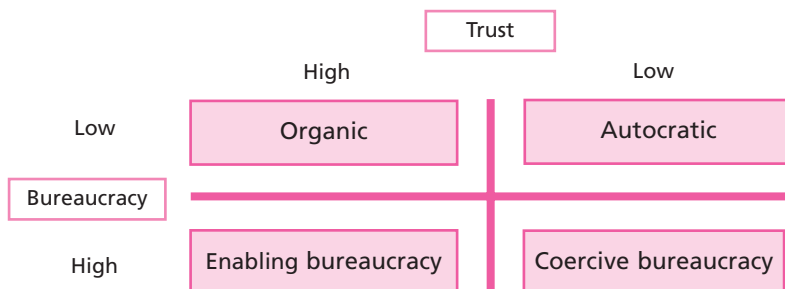 Trust
High Low
Low Organic Autocratic
Bureaucracy
High Enabling bureaucracy Coercive bureaucracy